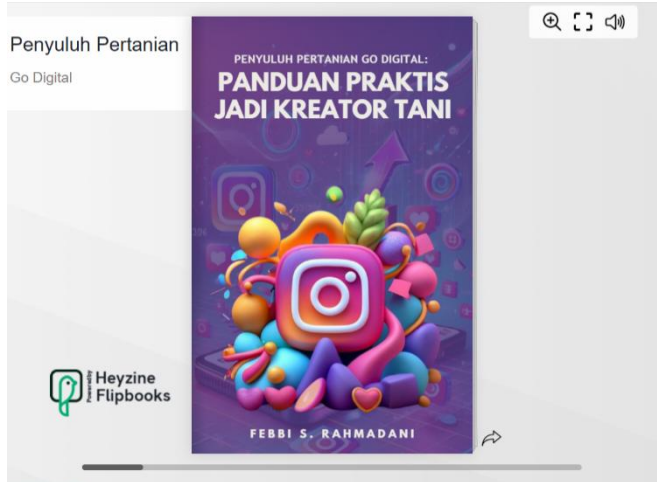 Penyuluh Pertanian
Go Digital
PENYULUH PERTANIAN GO DIGITAL:
PANDUAN PRAKTIS
JADI KREATOR TANI
Powered by
Heyzine
Flipbooks
FEBBI S. RAHMADANI